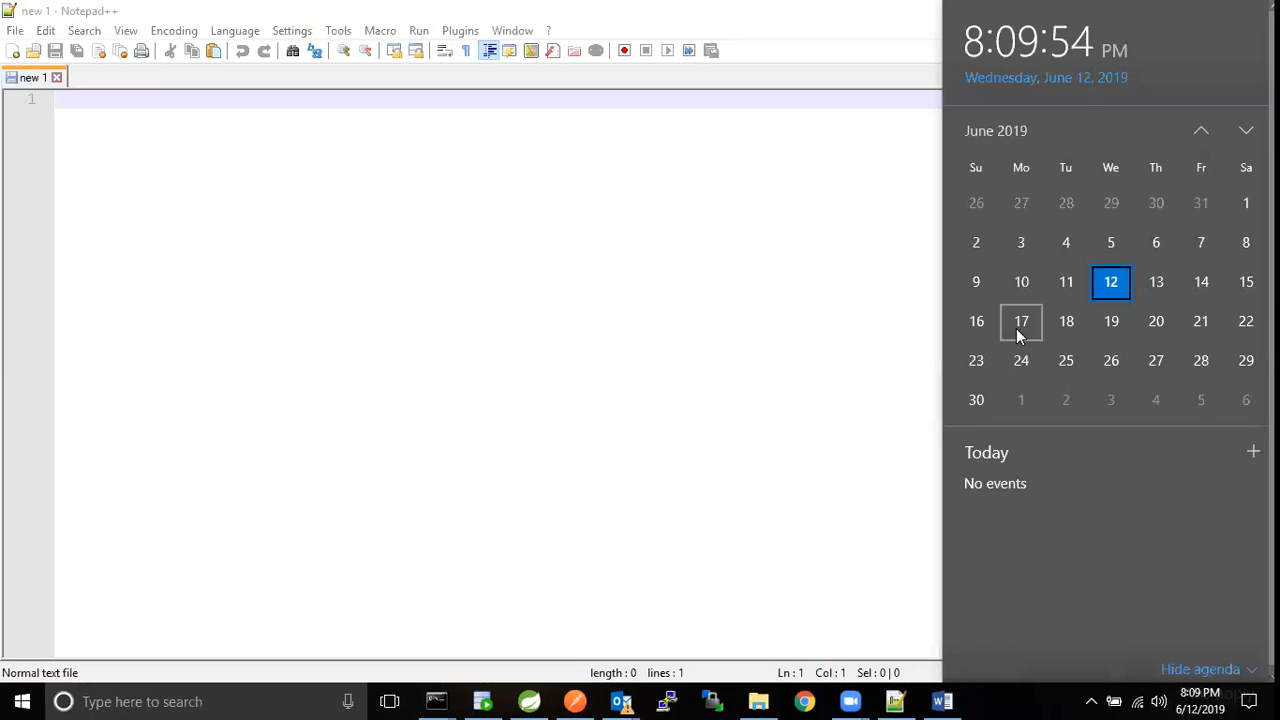 new 1 - Notepad++
File Edit Search View Encoding Language Settings Tools Macro Run Plugins Window ?
new 1
1
Normal text file length : 0 lines : 1 Ln : 1 Col : 1 Sel : 0 | 0
8:09:54 PM
Wednesday, June 12, 2019
June 2019
Su Mo Tu We Th Fr Sa
26 27 28 29 30 31 1
2 3 4 5 6 7 8
9 10 11 12 13 14 15
16 17 18 19 20 21 22
23 24 25 26 27 28 29
30 1 2 3 4 5 6
Today
No events
Hide agenda
Type here to search
8:09 PM
6/12/2019